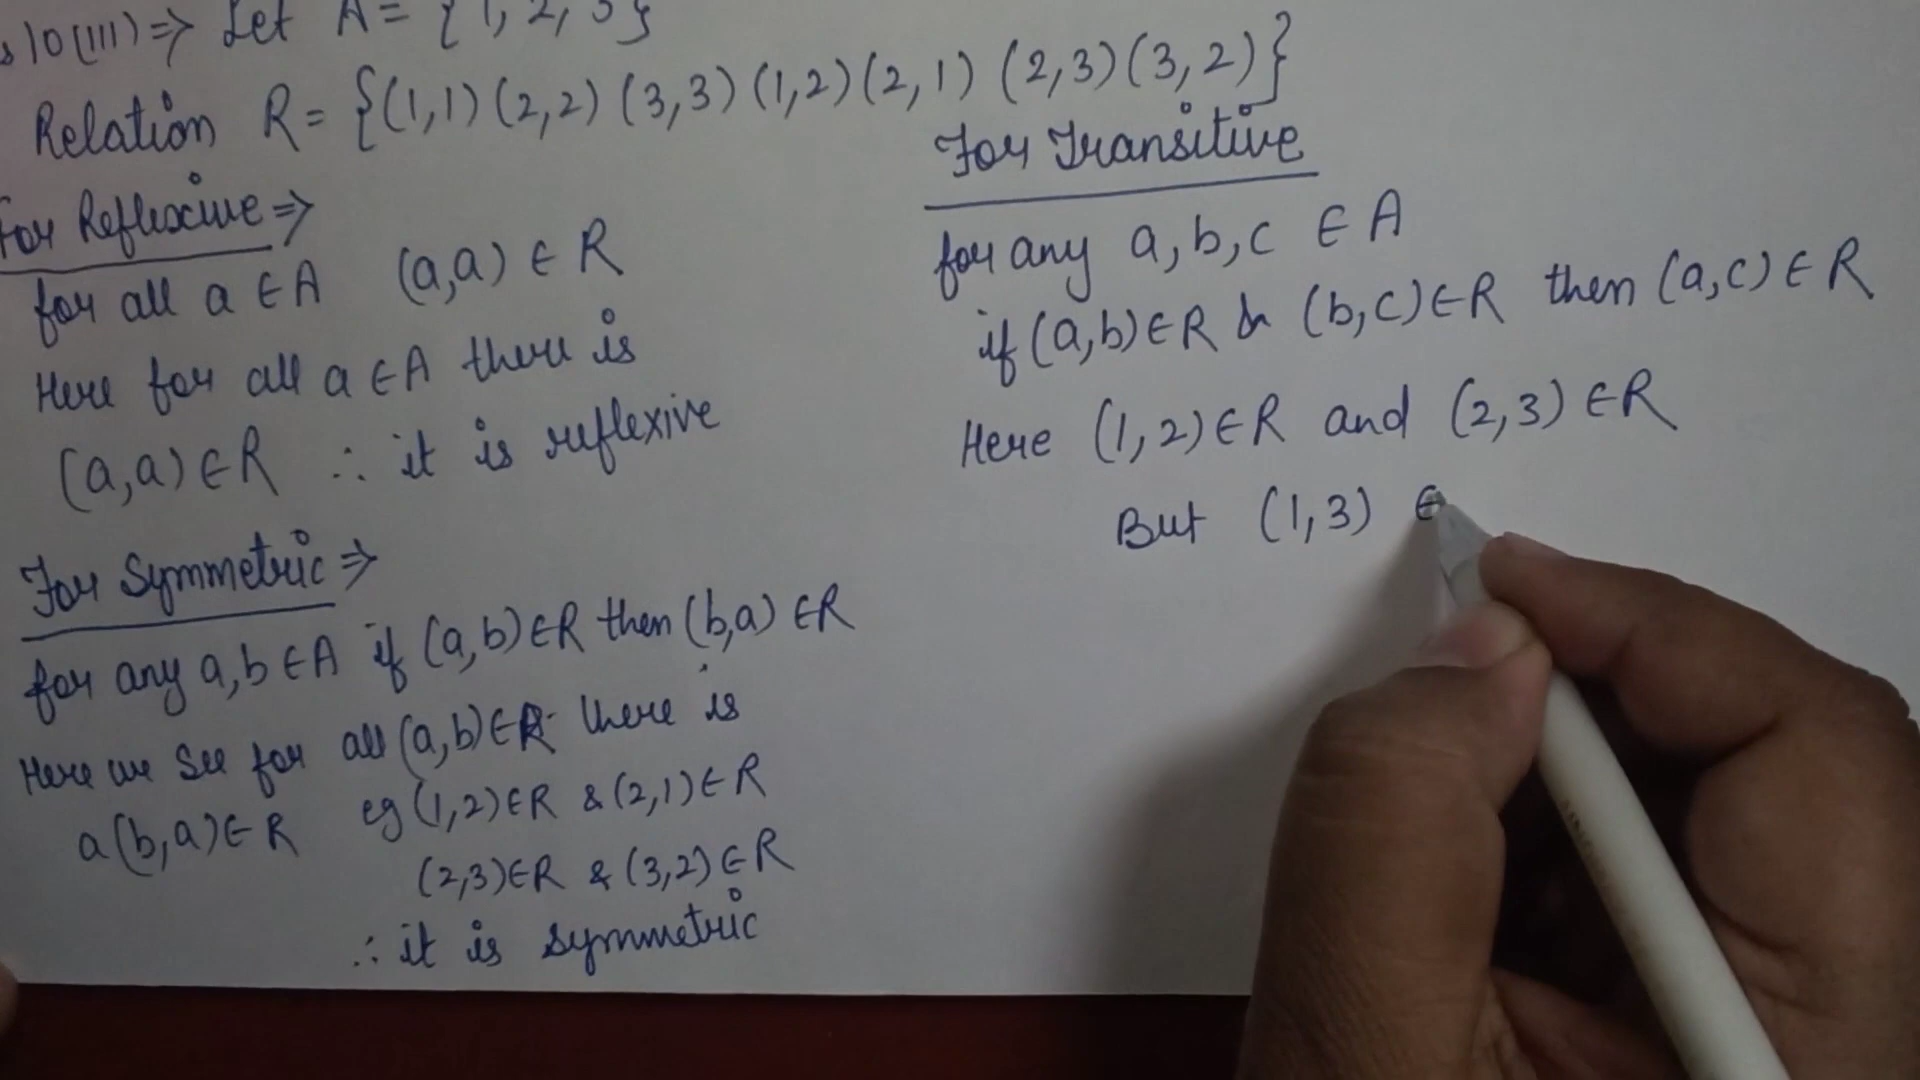 10(iii) ⇒ Let A = {1, 2, 3}
Relation R = {(1,1) (2,2) (3,3) (1,2) (2,1) (2,3) (3,2)}
For Reflexive ⇒
for all a ∈ A (a,a) ∈ R
Here for all a ∈ A there is
(a,a) ∈ R ∴ it is reflexive
For Symmetric ⇒
for any a,b ∈ A if (a,b) ∈ R then (b,a) ∈ R
Here we see for all (a,b) ∈ R there is
a (b,a) ∈ R eg (1,2) ∈ R & (2,1) ∈ R
(2,3) ∈ R & (3,2) ∈ R
∴ it is symmetric
For Transitive
for any a,b,c ∈ A
if (a,b) ∈ R & (b,c) ∈ R then (a,c) ∈ R
Here (1,2) ∈ R and (2,3) ∈ R
But (1,3)